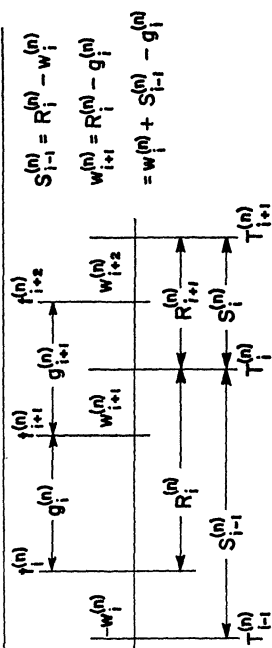 t_i^(n) t_{i+1}^(n) t_{i+2}^(n)
g_i^(n) g_{i+1}^(n)
-w_i^(n) w_{i+1}^(n) w_{i+2}^(n)
R_i^(n) R_{i+1}^(n)
S_{i-1}^(n) S_i^(n)
T_{i-1}^(n) T_i^(n) T_{i+1}^(n)
S_{i-1}^(n) = R_i^(n) - w_i^(n)
w_{i+1}^(n) = R_i^(n) - g_i^(n)
= w_i^(n) + S_{i-1}^(n) - g_i^(n)